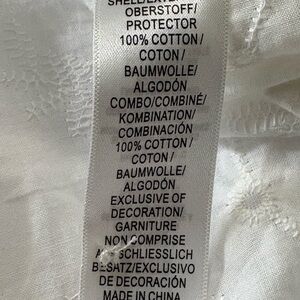 OBERSTOFF/
PROTECTOR
100% COTTON/
COTON/
BAUMWOLLE/
ALGODÓN
COMBO/COMBINÉ/
KOMBINATION/
COMBINACIÓN
100% COTTON/
COTON/
BAUMWOLLE/
ALGODÓN
EXCLUSIVE OF
DECORATION/
GARNITURE
NON COMPRISE
BESATZ/EXCLUSIVO
DE DECORACIÓN
MADE IN CHINA